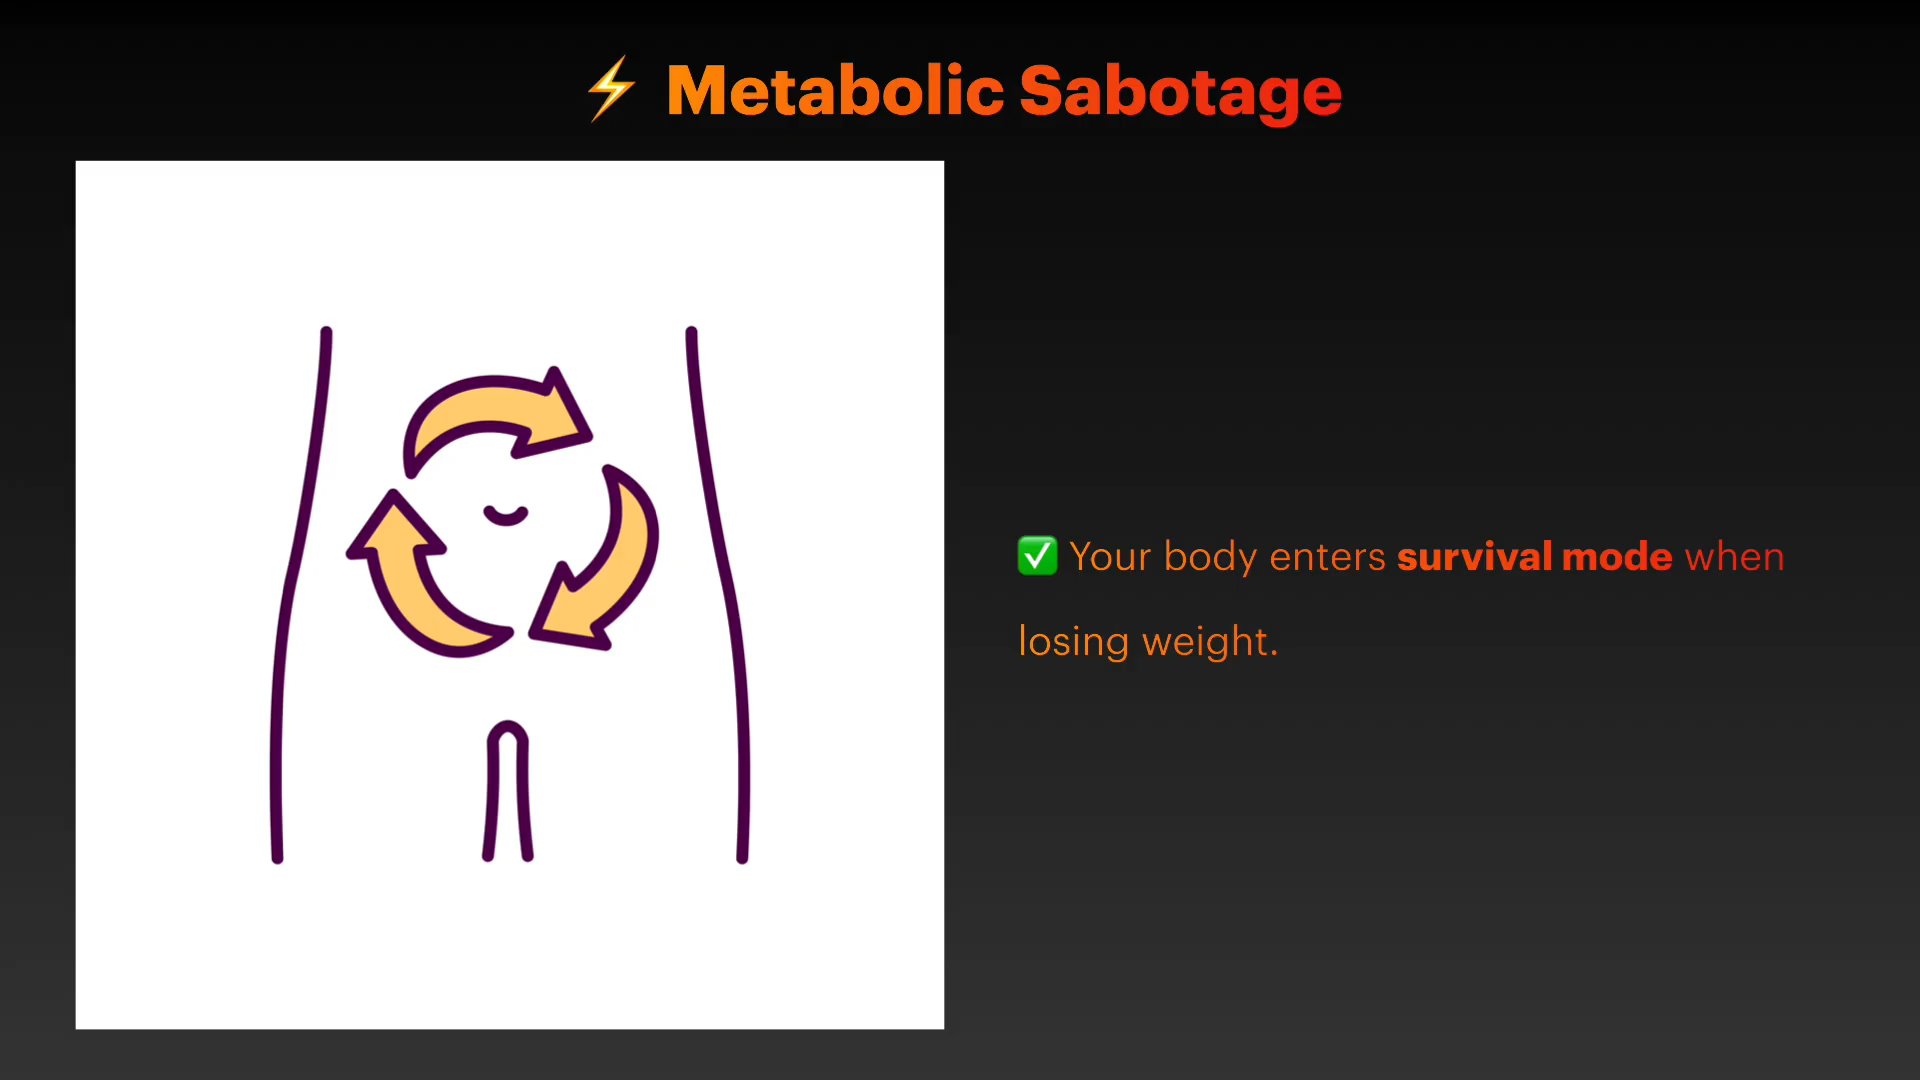 ⚡ Metabolic Sabotage
✅ Your body enters survival mode when
losing weight.